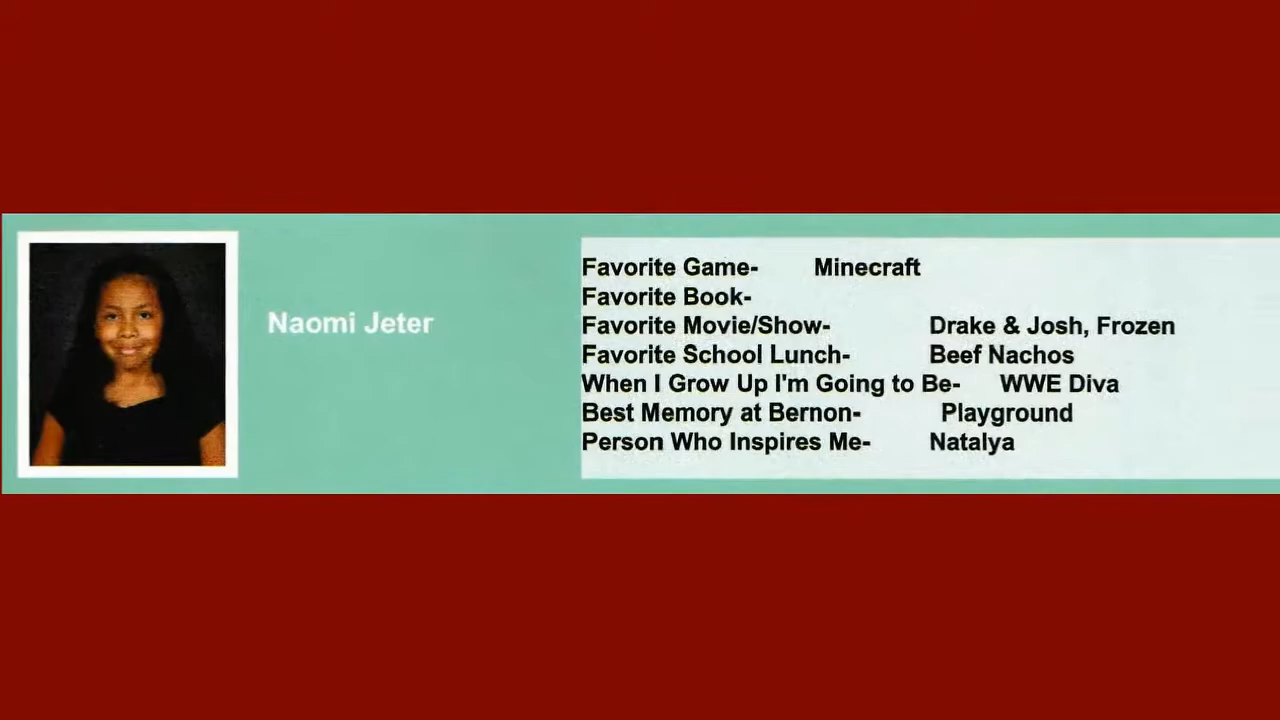 Naomi Jeter
Favorite Game- Minecraft
Favorite Book-
Favorite Movie/Show- Drake & Josh, Frozen
Favorite School Lunch- Beef Nachos
When I Grow Up I'm Going to Be- WWE Diva
Best Memory at Bernon- Playground
Person Who Inspires Me- Natalya